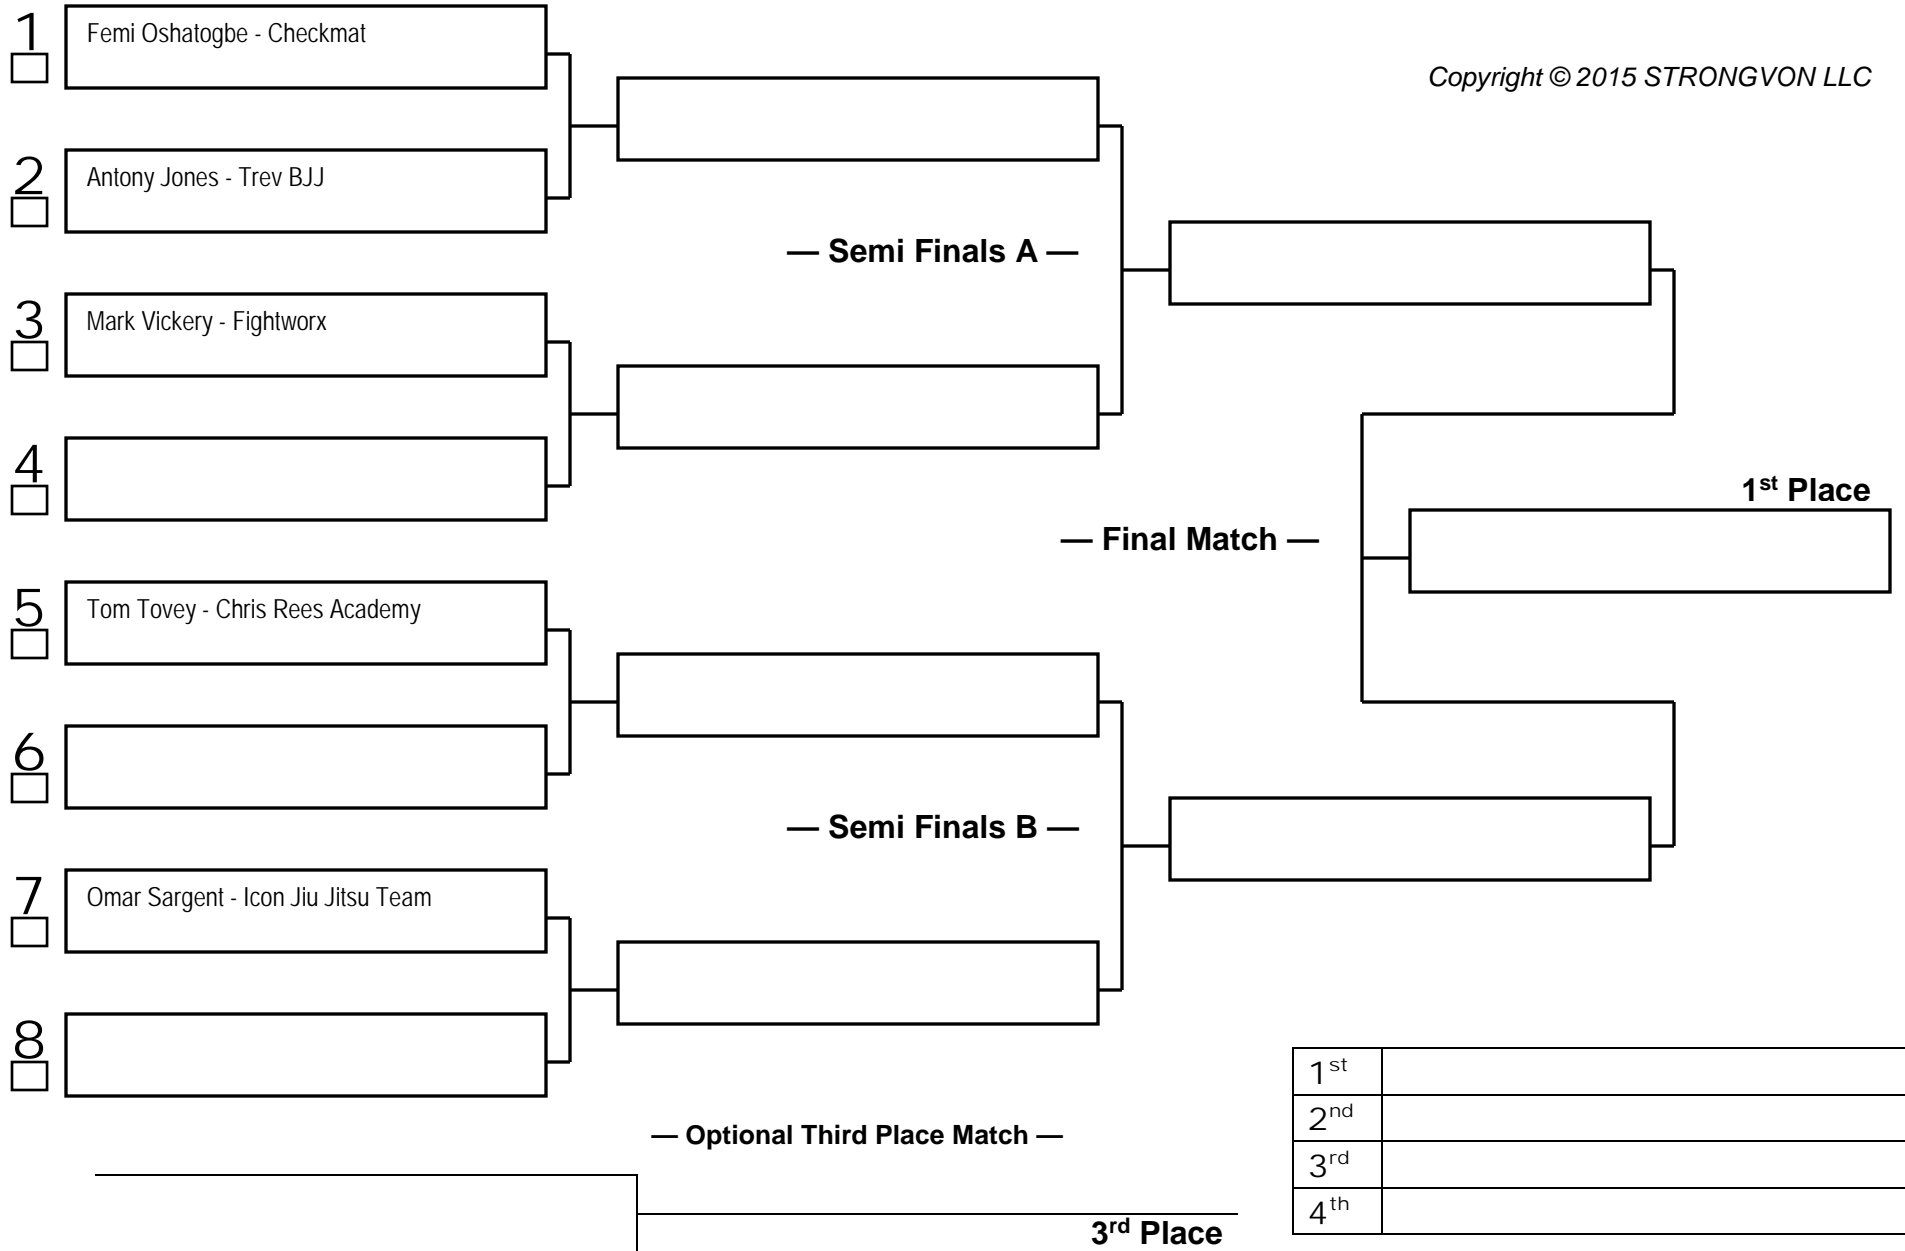 1
Femi Oshatogbe - Checkmat
Copyright © 2015 STRONGVON LLC
2
Antony Jones - Trev BJJ
— Semi Finals A —
3
Mark Vickery - Fightworx
4
1st Place
— Final Match —
5
Tom Tovey - Chris Rees Academy
6
— Semi Finals B —
7
Omar Sargent - Icon Jiu Jitsu Team
8
— Optional Third Place Match —
3rd Place
1st
2nd
3rd
4th